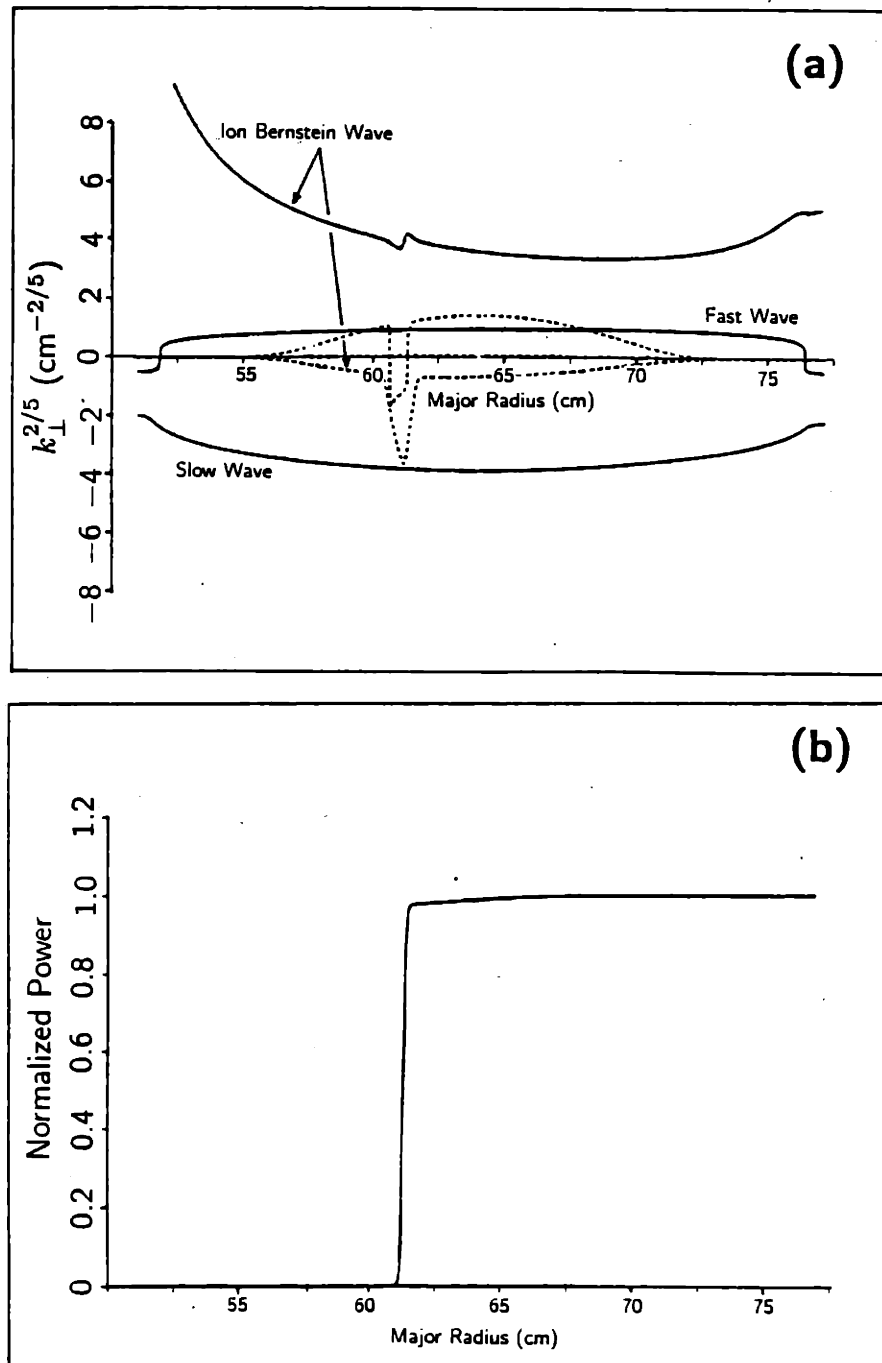 (a)
8
Ion Bernstein Wave
6
4
2
Fast Wave
0
55 60 65 70 75
Major Radius (cm)
−2
Slow Wave
−4
−6
−8
k⊥^2/5 (cm^−2/5)
(b)
1.2
1.0
0.8
0.6
0.4
0.2
0
Normalized Power
55 60 65 70 75
Major Radius (cm)